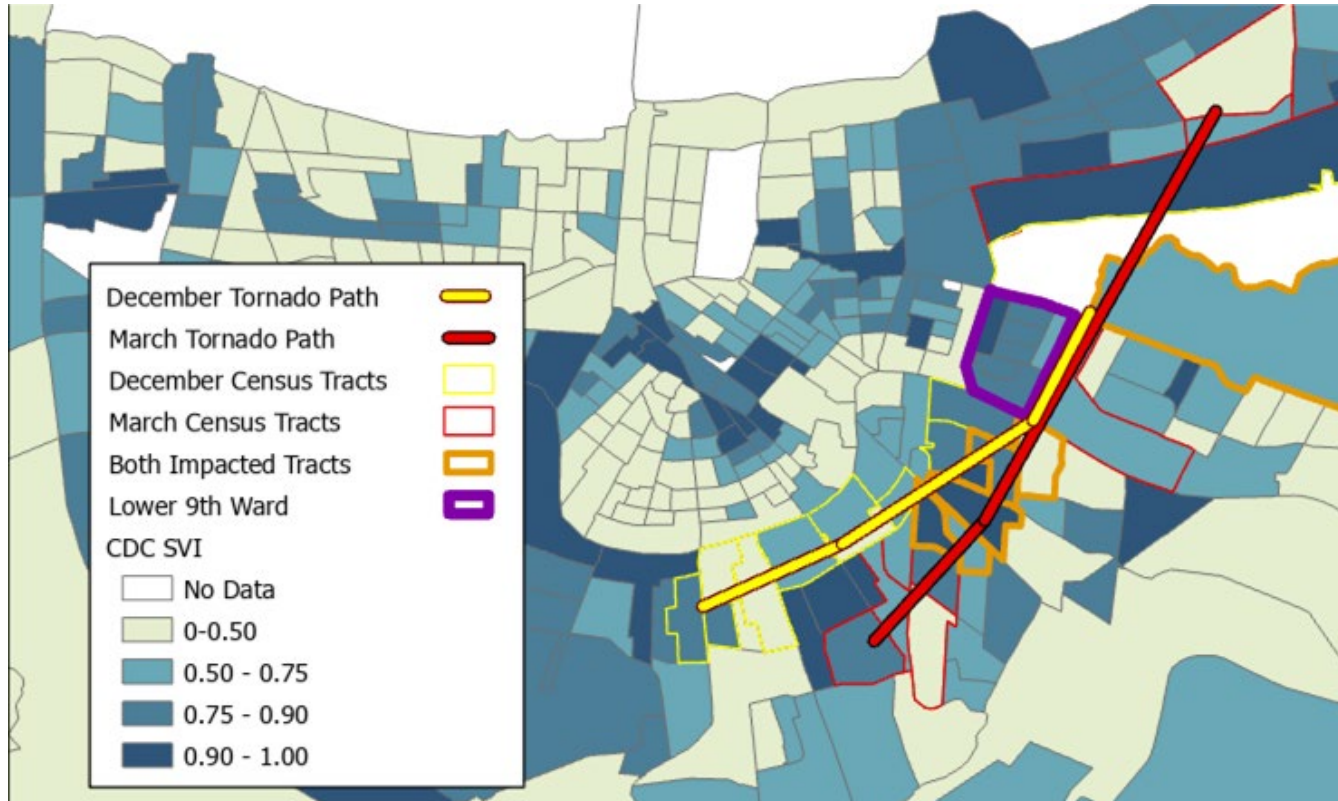 December Tornado Path
March Tornado Path
December Census Tracts
March Census Tracts
Both Impacted Tracts
Lower 9th Ward
CDC SVI
No Data
0-0.50
0.50 - 0.75
0.75 - 0.90
0.90 - 1.00